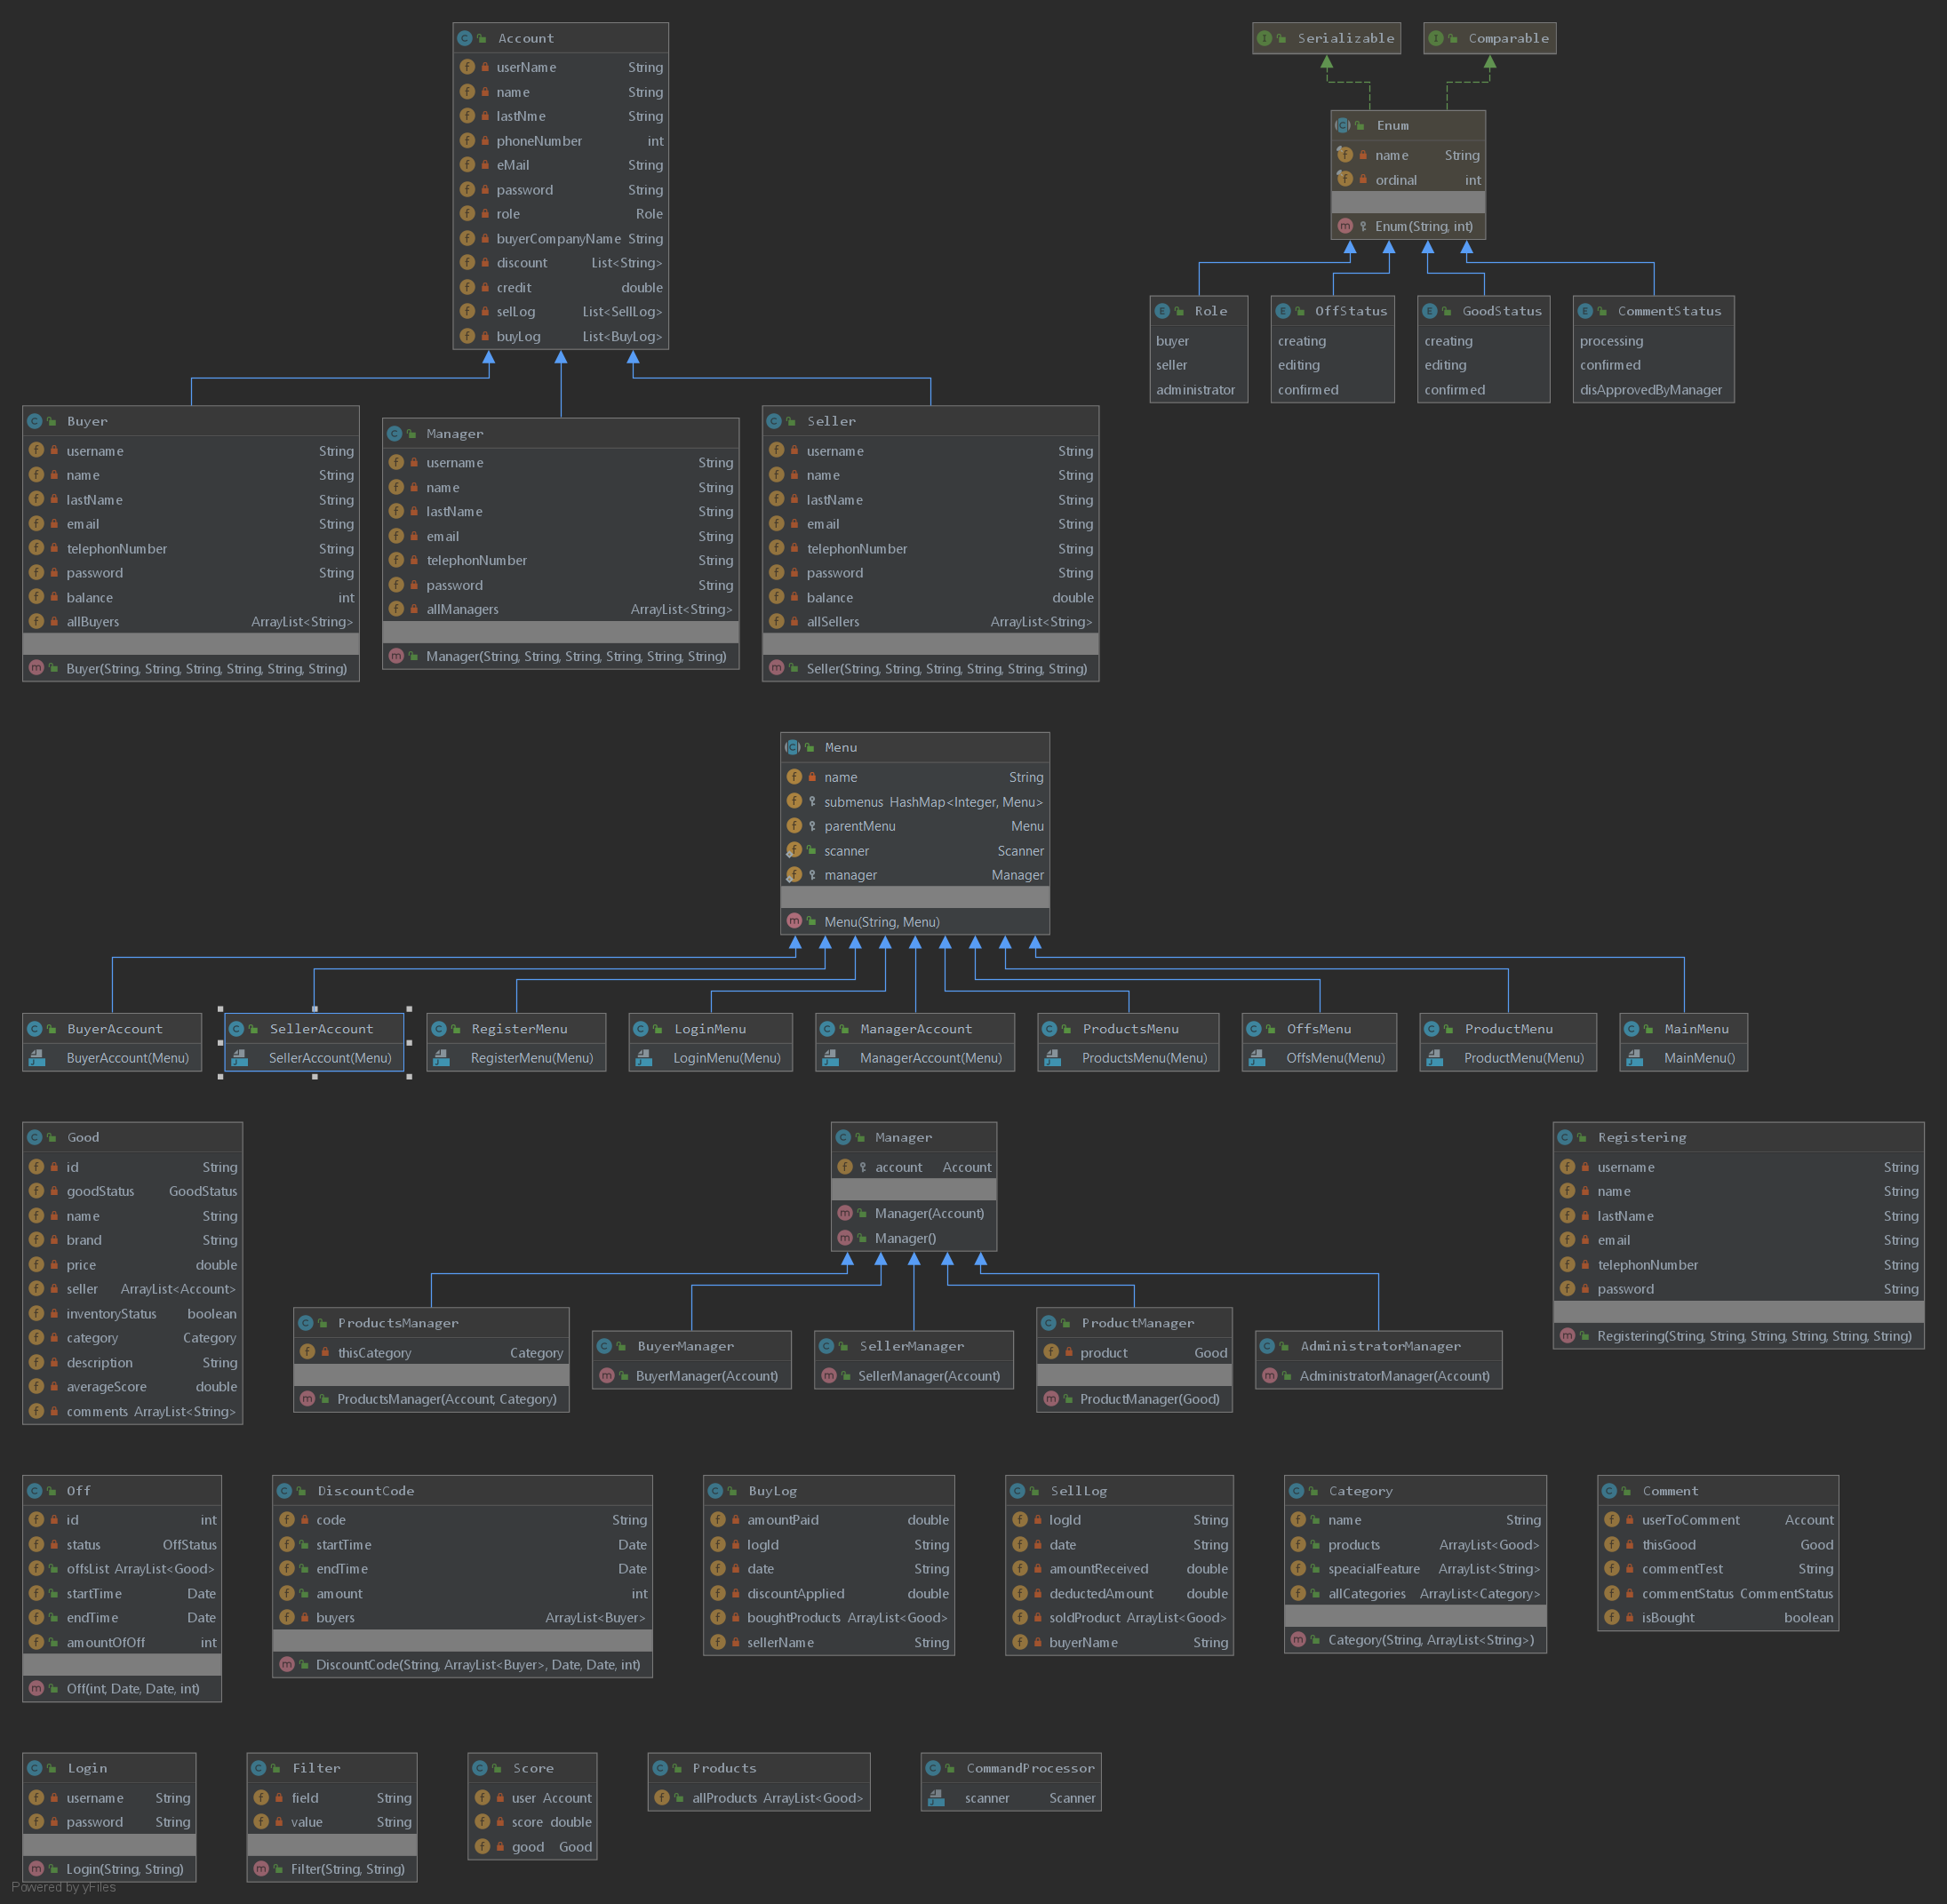 Account
userName String
name String
lastNme String
phoneNumber int
eMail String
password String
role Role
buyerCompanyName String
discount List<String>
credit double
selLog List<SellLog>
buyLog List<BuyLog>
Serializable
Comparable
Enum
name String
ordinal int
Enum(String, int)
Role
buyer
seller
administrator
OffStatus
creating
editing
confirmed
GoodStatus
creating
editing
confirmed
CommentStatus
processing
confirmed
disApprovedByManager
Buyer
username String
name String
lastName String
email String
telephonNumber String
password String
balance int
allBuyers ArrayList<String>
Buyer(String, String, String, String, String, String)
Manager
username String
name String
lastName String
email String
telephonNumber String
password String
allManagers ArrayList<String>
Manager(String, String, String, String, String, String)
Seller
username String
name String
lastName String
email String
telephonNumber String
password String
balance double
allSellers ArrayList<String>
Seller(String, String, String, String, String, String)
Menu
name String
submenus HashMap<Integer, Menu>
parentMenu Menu
scanner Scanner
manager Manager
Menu(String, Menu)
BuyerAccount
BuyerAccount(Menu)
SellerAccount
SellerAccount(Menu)
RegisterMenu
RegisterMenu(Menu)
LoginMenu
LoginMenu(Menu)
ManagerAccount
ManagerAccount(Menu)
ProductsMenu
ProductsMenu(Menu)
OffsMenu
OffsMenu(Menu)
ProductMenu
ProductMenu(Menu)
MainMenu
MainMenu()
Good
id String
goodStatus GoodStatus
name String
brand String
price double
seller ArrayList<Account>
inventoryStatus boolean
category Category
description String
averageScore double
comments ArrayList<String>
Manager
account Account
Manager(Account)
Manager()
ProductsManager
thisCategory Category
ProductsManager(Account, Category)
BuyerManager
BuyerManager(Account)
SellerManager
SellerManager(Account)
ProductManager
product Good
ProductManager(Good)
AdministratorManager
AdministratorManager(Account)
Registering
username String
name String
lastName String
email String
telephonNumber String
password String
Registering(String, String, String, String, String, String)
Off
id int
status OffStatus
offsList ArrayList<Good>
startTime Date
endTime Date
amountOfOff int
Off(int, Date, Date, int)
DiscountCode
code String
startTime Date
endTime Date
amount int
buyers ArrayList<Buyer>
DiscountCode(String, ArrayList<Buyer>, Date, Date, int)
BuyLog
amountPaid double
logId String
date String
discountApplied double
boughtProducts ArrayList<Good>
sellerName String
SellLog
logId String
date String
amountReceived double
deductedAmount double
soldProduct ArrayList<Good>
buyerName String
Category
name String
products ArrayList<Good>
speacialFeature ArrayList<String>
allCategories ArrayList<Category>
Category(String, ArrayList<String>)
Comment
userToComment Account
thisGood Good
commentTest String
commentStatus CommentStatus
isBought boolean
Login
username String
password String
Login(String, String)
Filter
field String
value String
Filter(String, String)
Score
user Account
score double
good Good
Products
allProducts ArrayList<Good>
CommandProcessor
scanner Scanner
Powered by yFiles